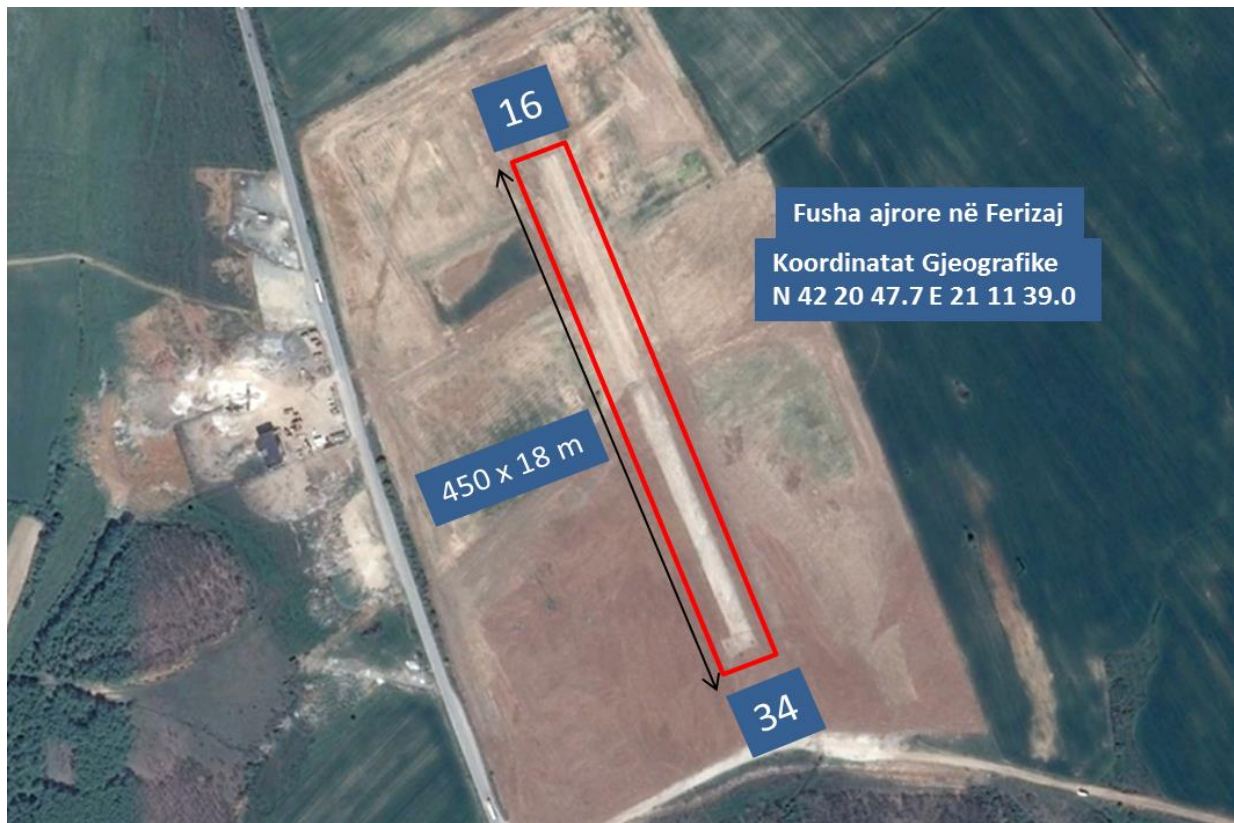 16
Fusha ajrore në Ferizaj
Koordinatat Gjeografike
N 42 20 47.7 E 21 11 39.0
450 x 18 m
34